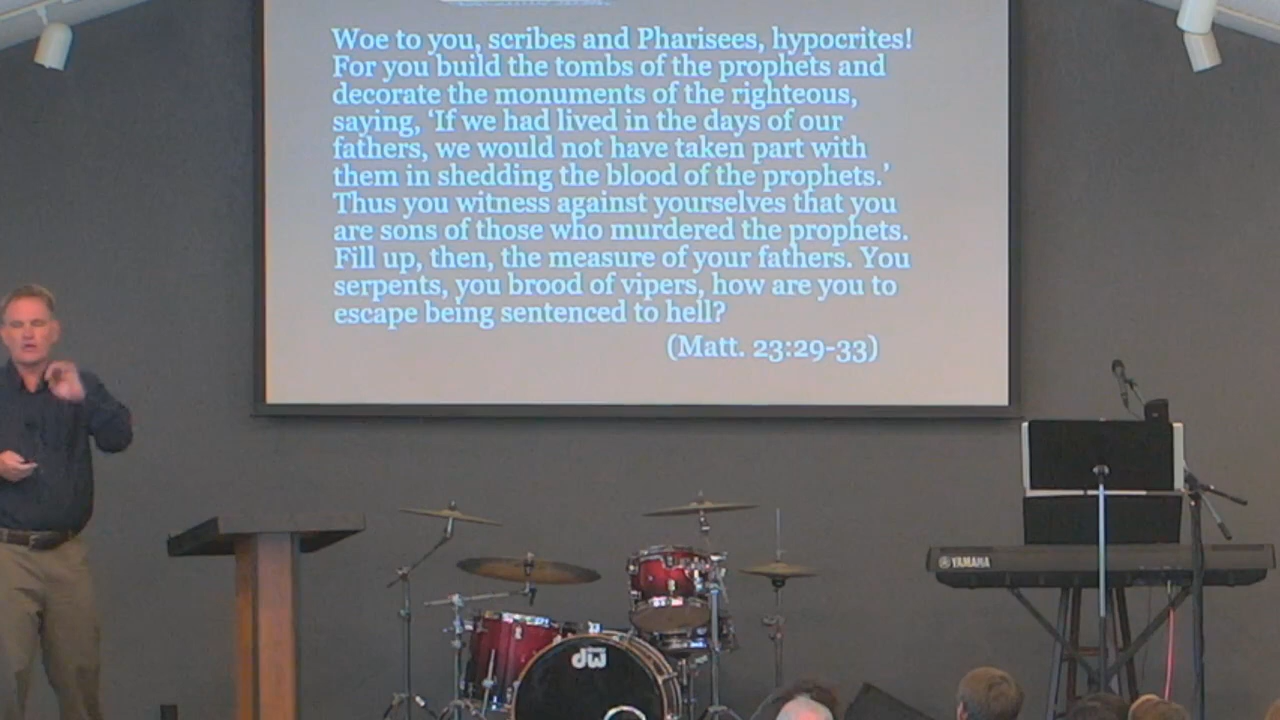 Woe to you, scribes and Pharisees, hypocrites!
For you build the tombs of the prophets and
decorate the monuments of the righteous,
saying, ‘If we had lived in the days of our
fathers, we would not have taken part with
them in shedding the blood of the prophets.’
Thus you witness against yourselves that you
are sons of those who murdered the prophets.
Fill up, then, the measure of your fathers. You
serpents, you brood of vipers, how are you to
escape being sentenced to hell?
(Matt. 23:29-33)
YAMAHA
dw